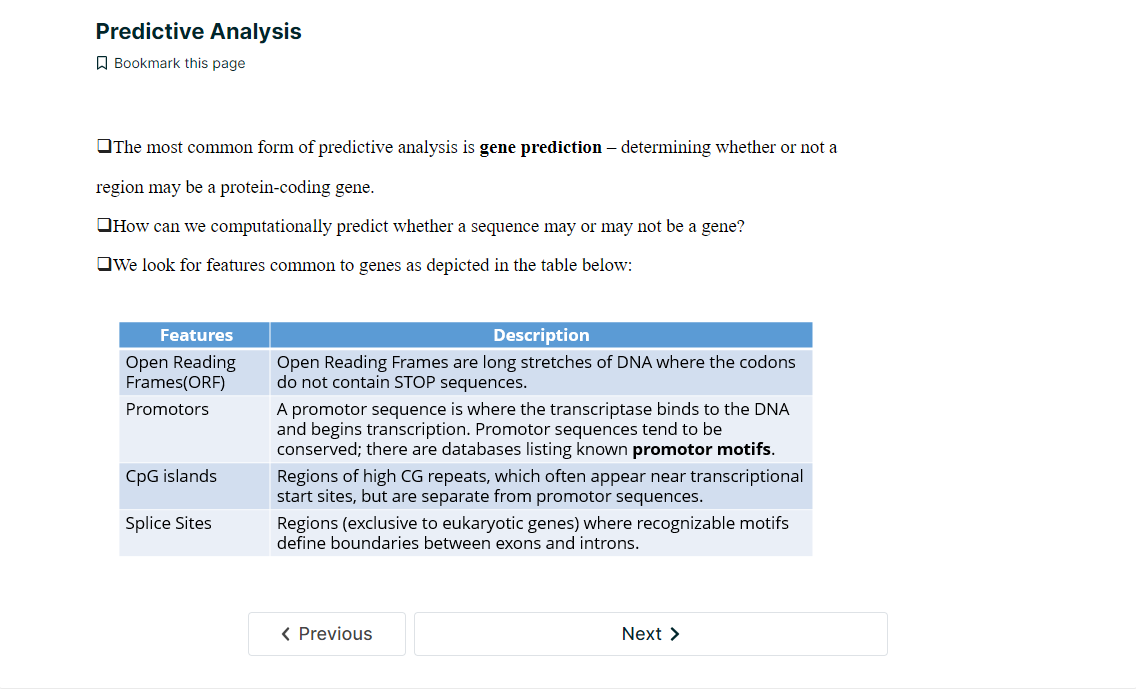 Predictive Analysis
Bookmark this page
❑The most common form of predictive analysis is gene prediction – determining whether or not a
region may be a protein-coding gene.
❑How can we computationally predict whether a sequence may or may not be a gene?
❑We look for features common to genes as depicted in the table below:
Features Description
Open Reading Open Reading Frames are long stretches of DNA where the codons
Frames(ORF) do not contain STOP sequences.
Promotors A promotor sequence is where the transcriptase binds to the DNA
and begins transcription. Promotor sequences tend to be
conserved; there are databases listing known promotor motifs.
CpG islands Regions of high CG repeats, which often appear near transcriptional
start sites, but are separate from promotor sequences.
Splice Sites Regions (exclusive to eukaryotic genes) where recognizable motifs
define boundaries between exons and introns.
Previous Next